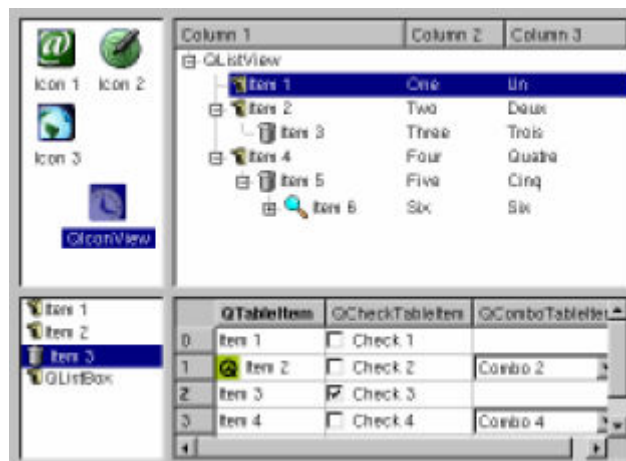 Icon 1 Icon 2
Icon 3
QIconView
Column 1 Column 2 Column 3
QListView
Item 1 One Un
Item 2 Two Deux
Item 3 Three Trois
Item 4 Four Quatre
Item 5 Five Cinq
Item 6 Six Six
Item 1
Item 2
Item 3
QListBox
QTableItem QCheckTableItem QComboTableIte
0 Item 1 Check 1
1 Item 2 Check 2 Combo 2
2 Item 3 Check 3
3 Item 4 Check 4 Combo 4